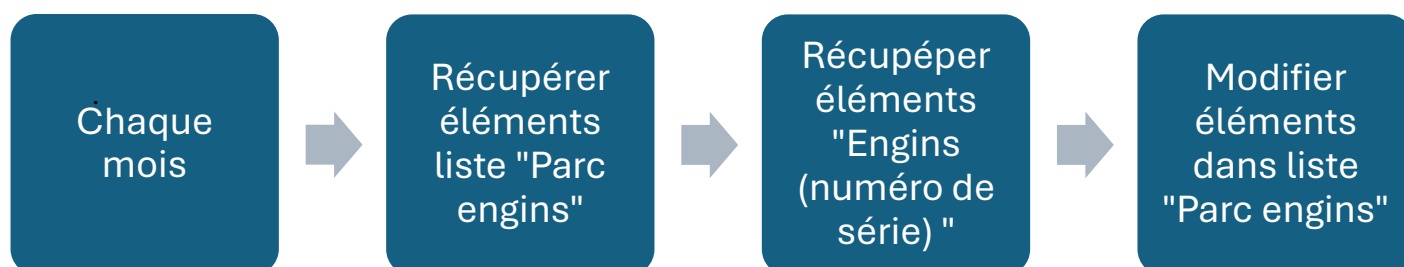 Chaque
mois
Récupérer
éléments
liste "Parc
engins"
Récupéper
éléments
"Engins
(numéro de
série) "
Modifier
éléments
dans liste
"Parc engins"